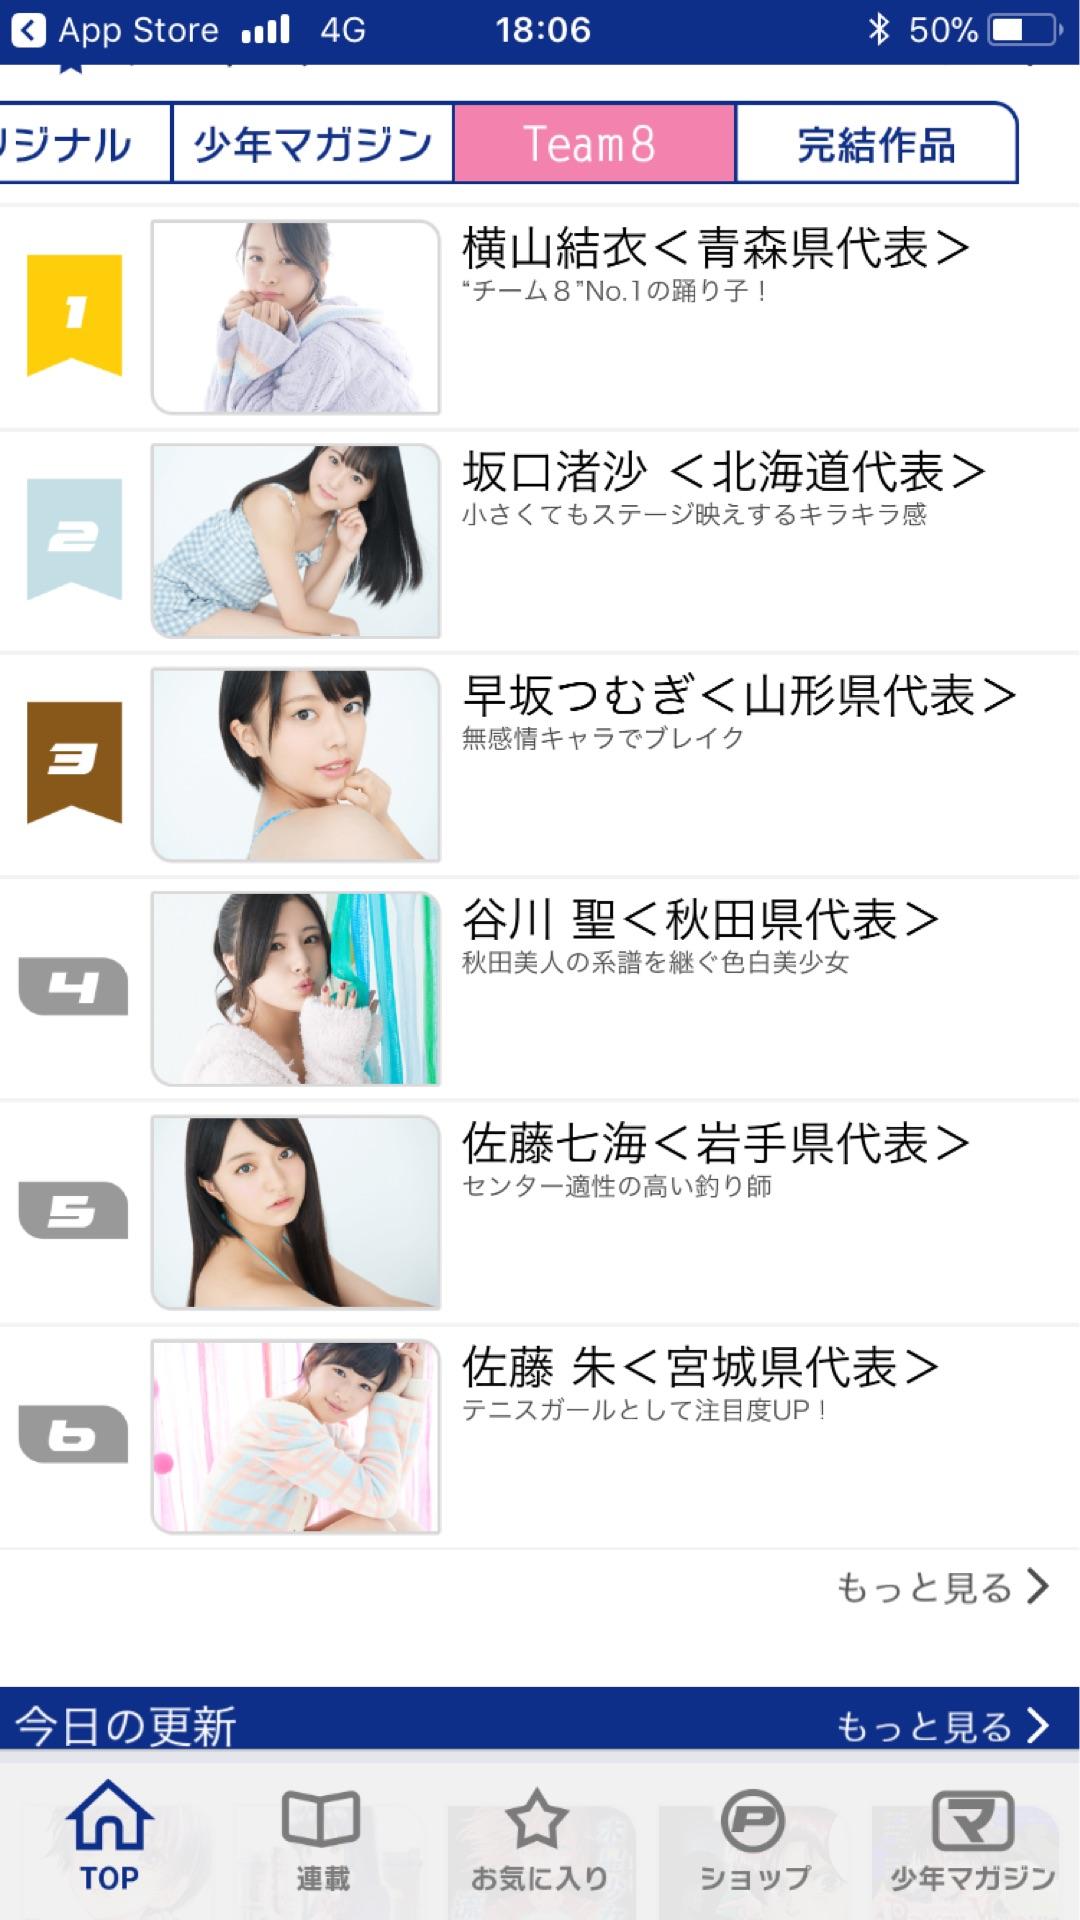 App Store 4G 18:06 50%
リジナル 少年マガジン Team8 完結作品
1
横山結衣＜青森県代表＞
“チーム８”No.1の踊り子！
2
坂口渚沙 ＜北海道代表＞
小さくてもステージ映えするキラキラ感
3
早坂つむぎ＜山形県代表＞
無感情キャラでブレイク
4
谷川 聖＜秋田県代表＞
秋田美人の系譜を継ぐ色白美少女
5
佐藤七海＜岩手県代表＞
センター適性の高い釣り師
6
佐藤 朱＜宮城県代表＞
テニスガールとして注目度UP！
もっと見る
今日の更新 もっと見る
TOP 連載 お気に入り ショップ 少年マガジン